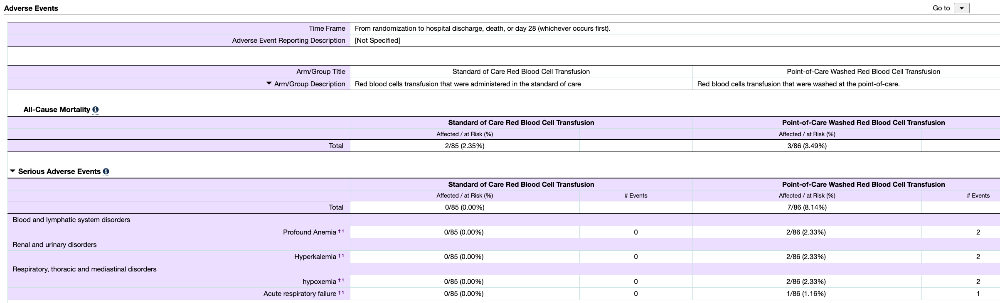 Adverse Events Go to
Time Frame From randomization to hospital discharge, death, or day 28 (whichever occurs first).
Adverse Event Reporting Description [Not Specified]
Arm/Group Title Standard of Care Red Blood Cell Transfusion Point-of-Care Washed Red Blood Cell Transfusion
Arm/Group Description Red blood cells transfusion that were administered in the standard of care Red blood cells transfusion that were washed at the point-of-care.
All-Cause Mortality
Standard of Care Red Blood Cell Transfusion Point-of-Care Washed Red Blood Cell Transfusion
Affected / at Risk (%) Affected / at Risk (%)
Total 2/85 (2.35%) 3/86 (3.49%)
Serious Adverse Events
Standard of Care Red Blood Cell Transfusion Point-of-Care Washed Red Blood Cell Transfusion
Affected / at Risk (%) # Events Affected / at Risk (%) # Events
Total 0/85 (0.00%) 7/86 (8.14%)
Blood and lymphatic system disorders
Profound Anemia † 1 0/85 (0.00%) 0 2/86 (2.33%) 2
Renal and urinary disorders
Hyperkalemia † 1 0/85 (0.00%) 0 2/86 (2.33%) 2
Respiratory, thoracic and mediastinal disorders
hypoxemia † 1 0/85 (0.00%) 0 2/86 (2.33%) 2
Acute respiratory failure † 1 0/85 (0.00%) 0 1/86 (1.16%) 1